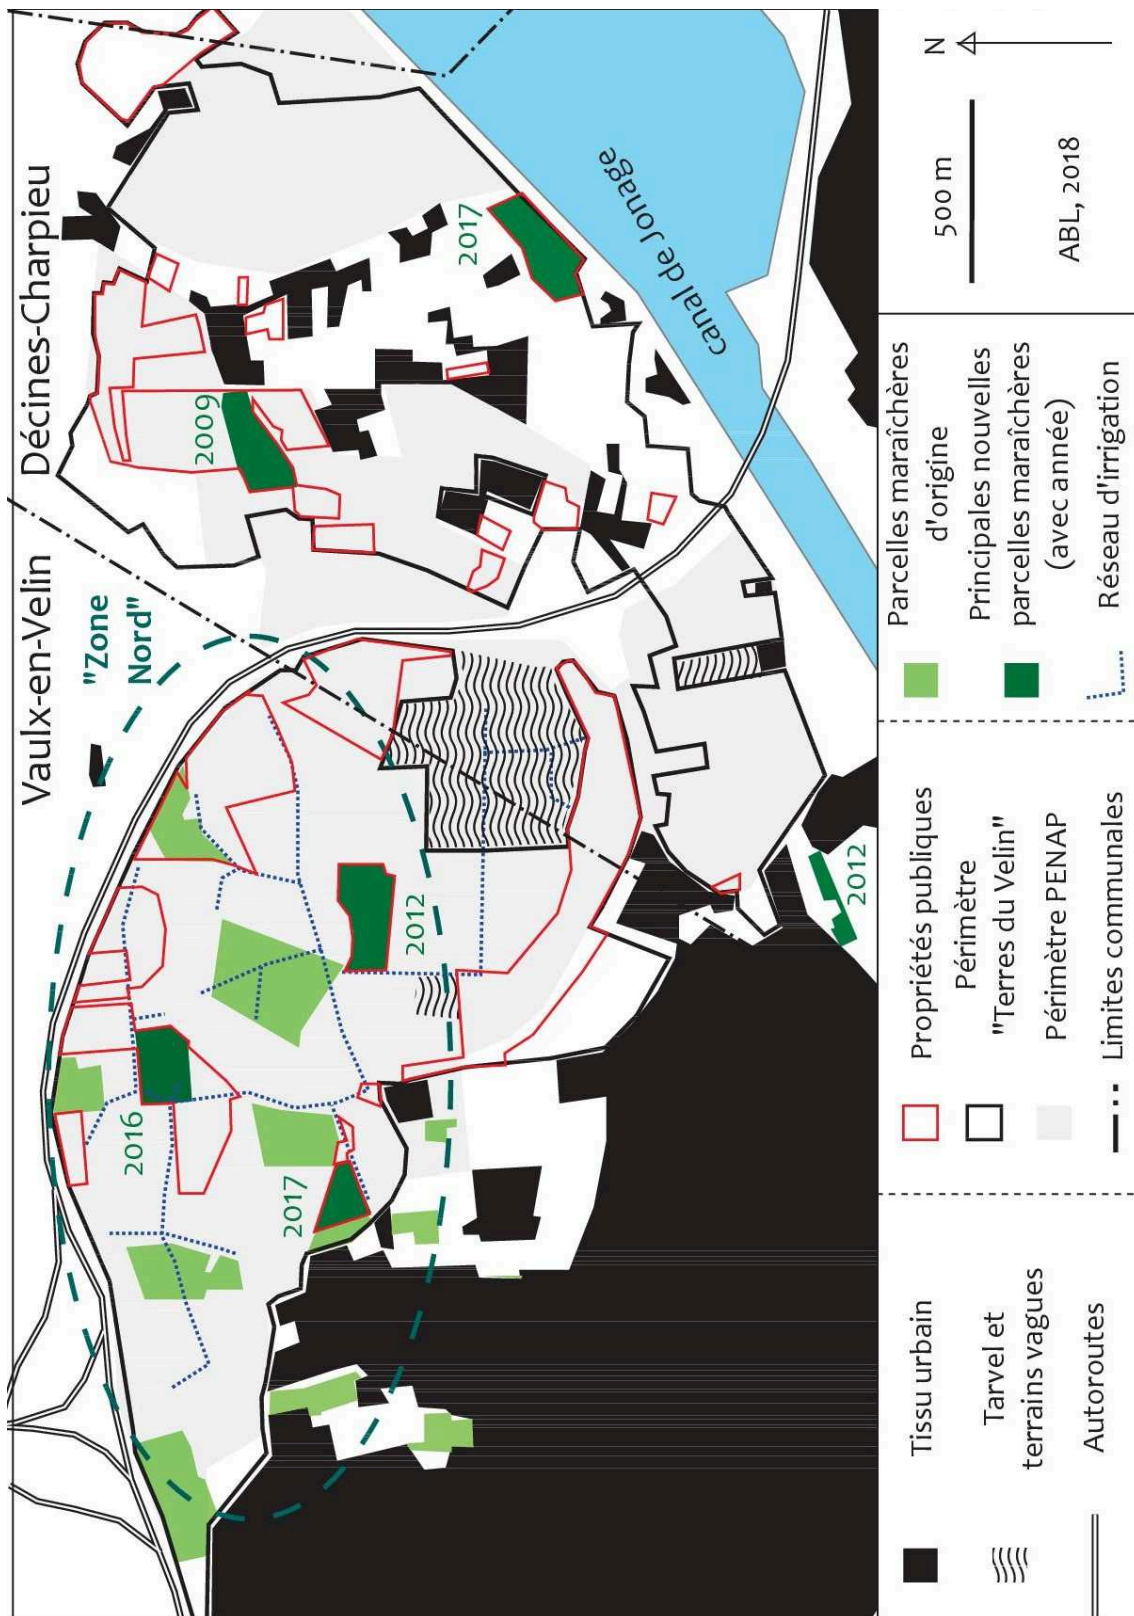 Vaulx-en-Velin
Décines-Charpieu
"Zone
Nord"
2016
2017
2012
2009
2017
2012
canal de Jonage
Tissu urbain
Tarvel et
terrains vagues
Autoroutes
Propriétés publiques
Périmètre
"Terres du Velin"
Périmètre PENAP
Limites communales
Parcelles maraîchères
d'origine
Principales nouvelles
parcelles maraîchères
(avec année)
Réseau d'irrigation
500 m
N
ABL, 2018